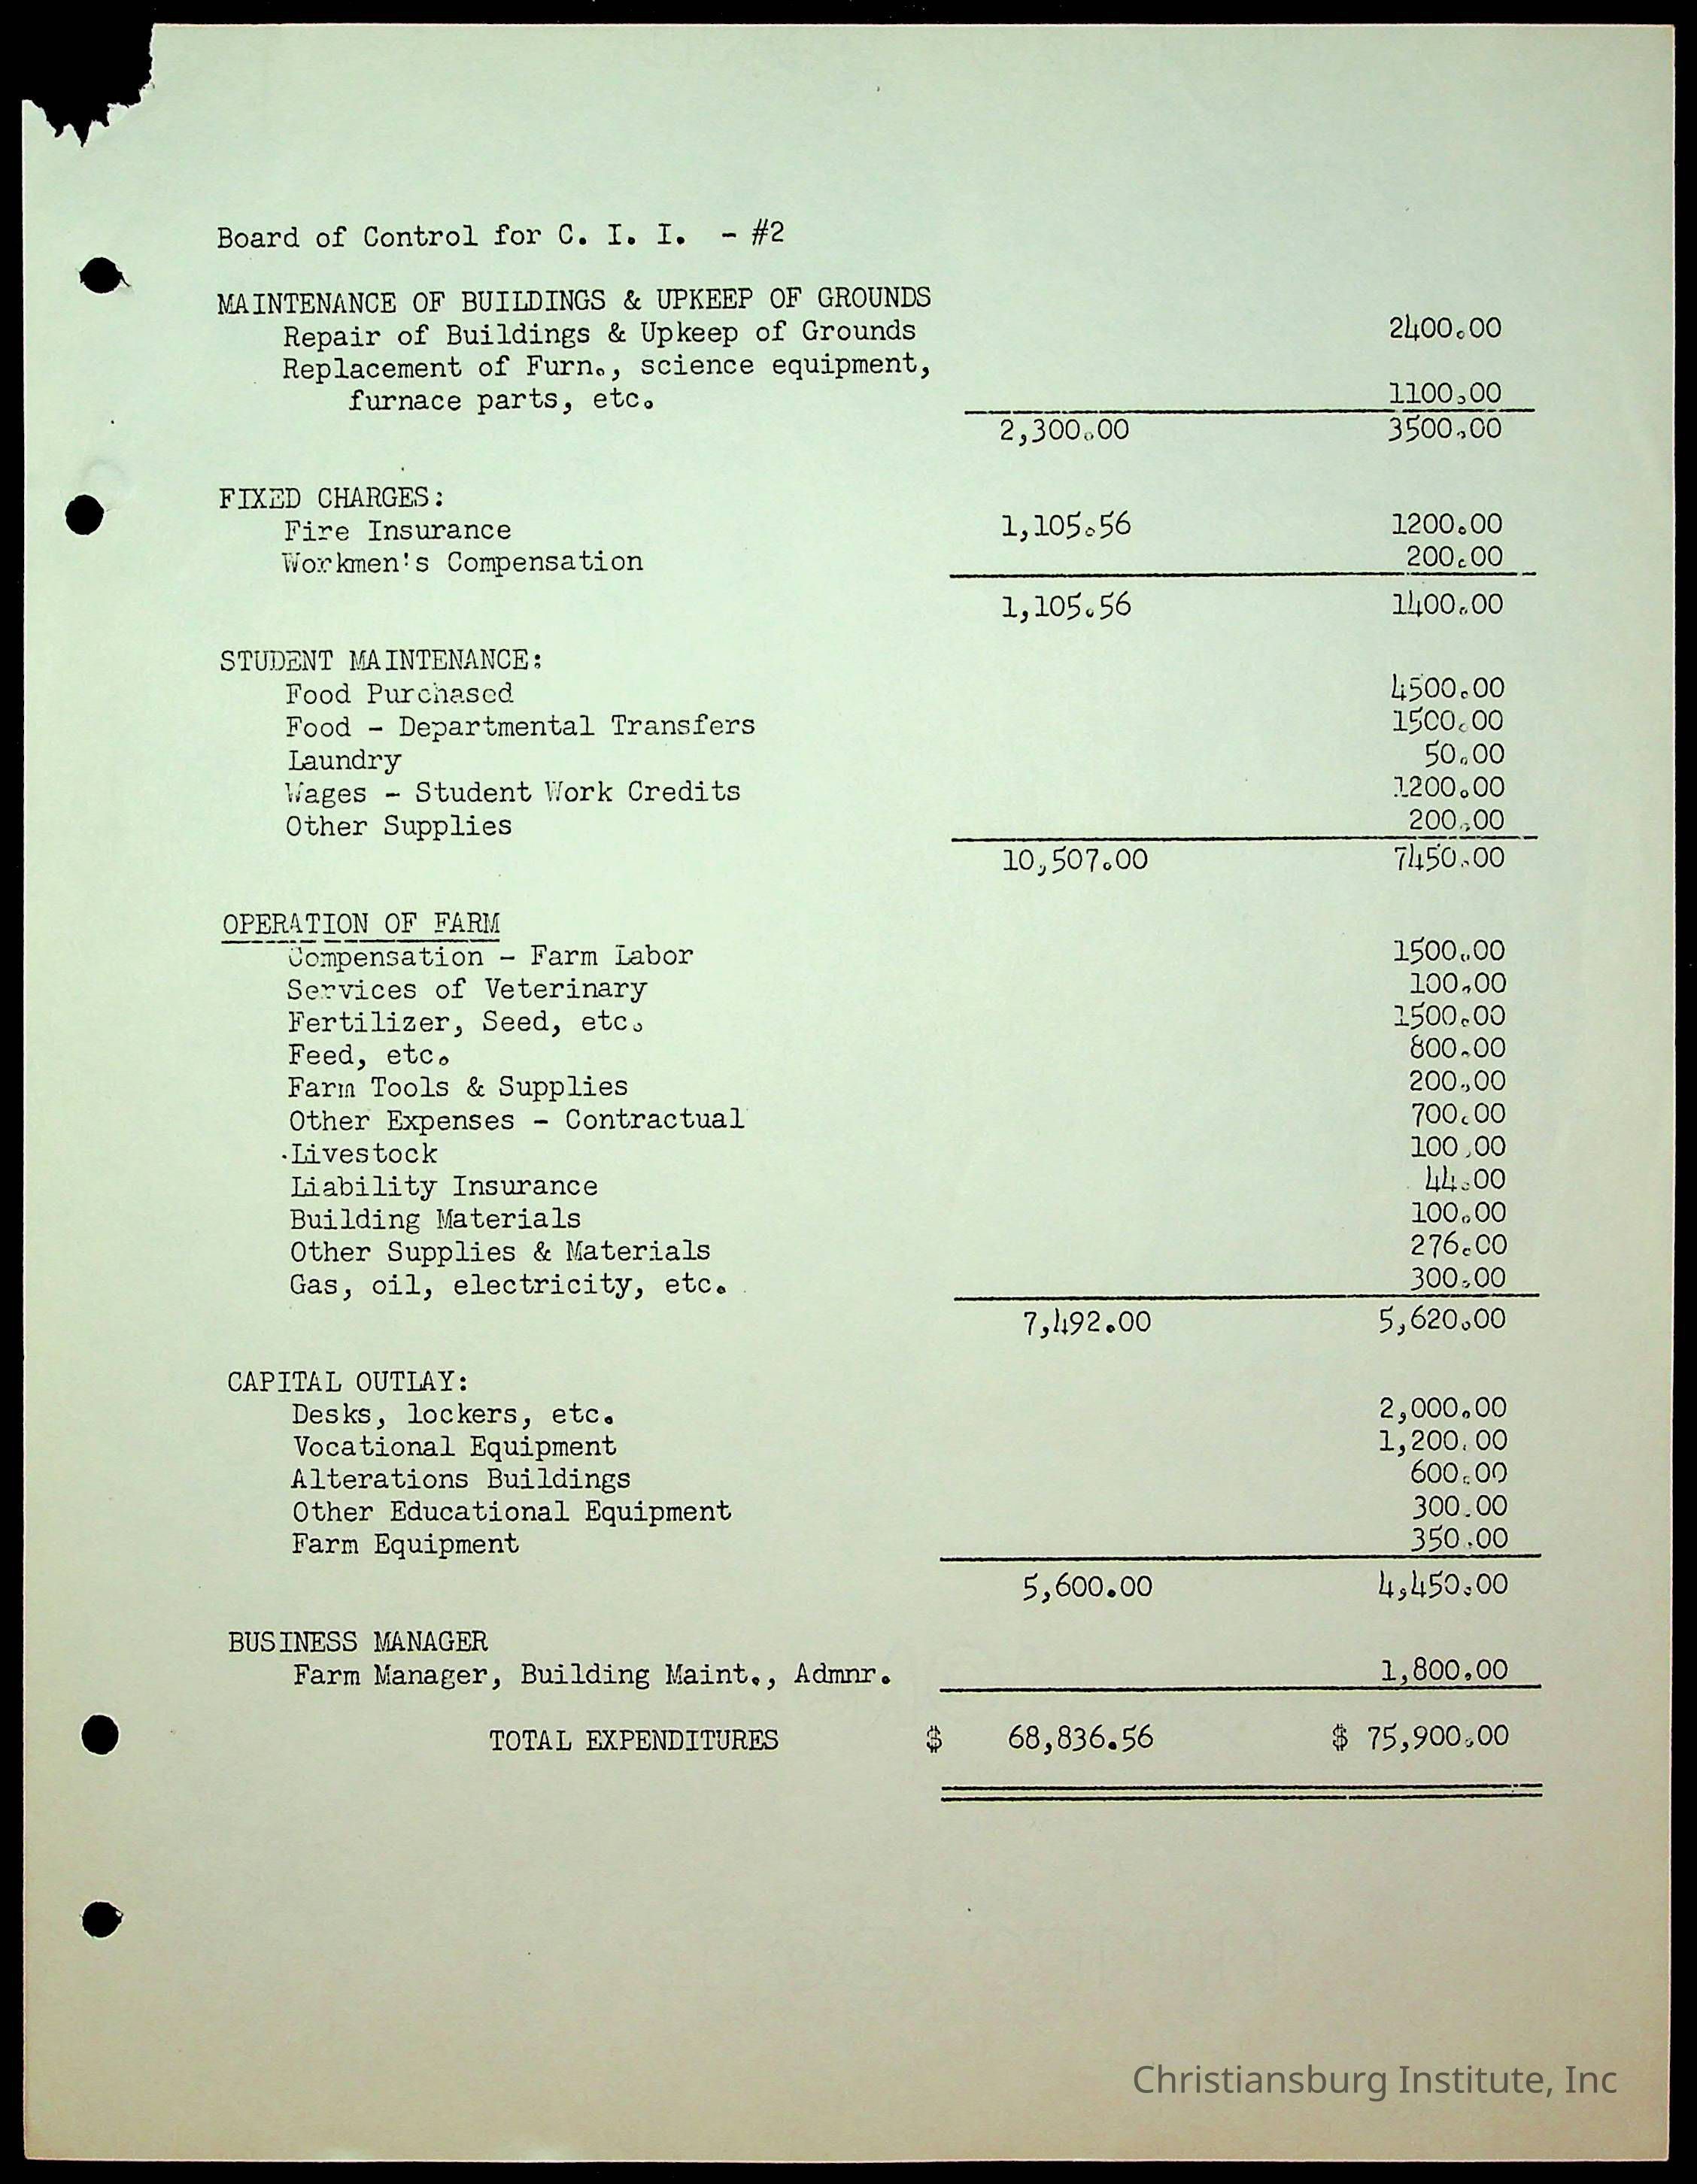 Board of Control for C. I. I. - #2
MAINTENANCE OF BUILDINGS & UPKEEP OF GROUNDS
Repair of Buildings & Upkeep of Grounds 2400.00
Replacement of Furn., science equipment,
furnace parts, etc. 1100.00
2,300.00 3500.00
FIXED CHARGES:
Fire Insurance 1,105.56 1200.00
Workmen's Compensation 200.00
1,105.56 1400.00
STUDENT MAINTENANCE:
Food Purchased 4500.00
Food - Departmental Transfers 1500.00
Laundry 50.00
Wages - Student Work Credits 1200.00
Other Supplies 200.00
10,507.00 7450.00
OPERATION OF FARM
Compensation - Farm Labor 1500.00
Services of Veterinary 100.00
Fertilizer, Seed, etc. 1500.00
Feed, etc. 800.00
Farm Tools & Supplies 200.00
Other Expenses - Contractual 700.00
Livestock 100.00
Liability Insurance 44.00
Building Materials 100.00
Other Supplies & Materials 276.00
Gas, oil, electricity, etc. 300.00
7,492.00 5,620.00
CAPITAL OUTLAY:
Desks, lockers, etc. 2,000.00
Vocational Equipment 1,200.00
Alterations Buildings 600.00
Other Educational Equipment 300.00
Farm Equipment 350.00
5,600.00 4,450.00
BUSINESS MANAGER
Farm Manager, Building Maint., Admnr. 1,800.00
TOTAL EXPENDITURES $ 68,836.56 $ 75,900.00
Christiansburg Institute, Inc